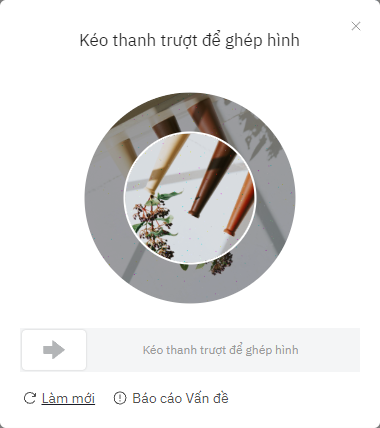 Kéo thanh trượt để ghép hình
Kéo thanh trượt để ghép hình
Làm mới
Báo cáo Vấn đề